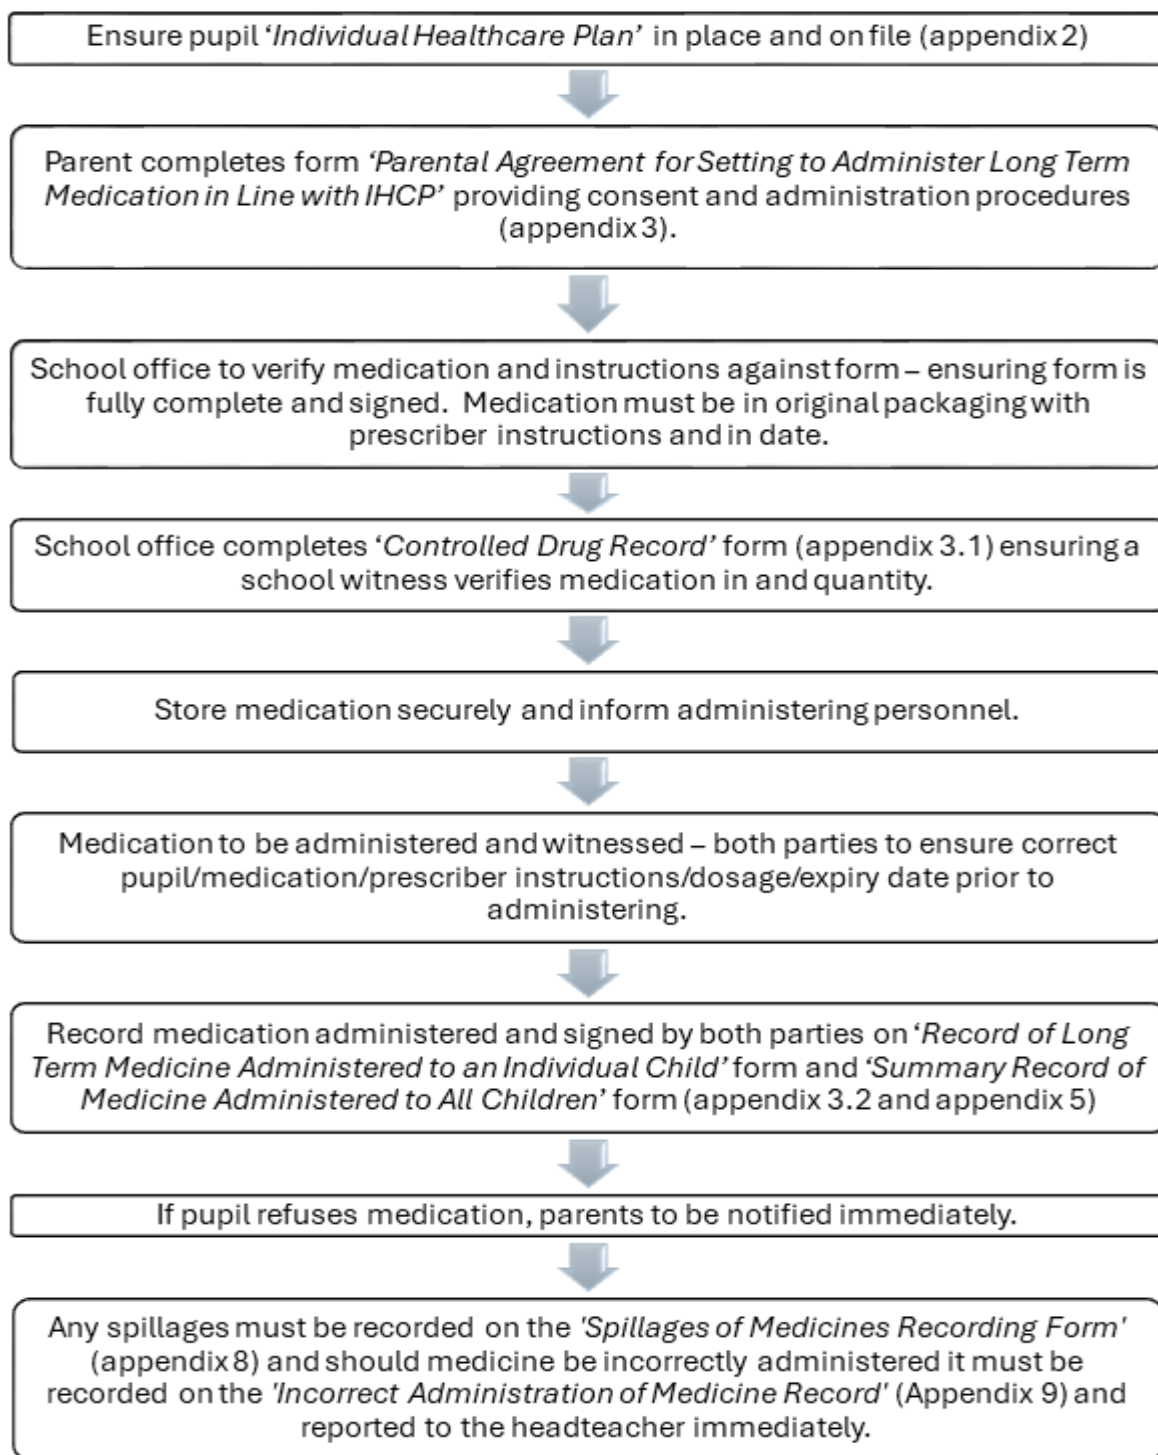 Ensure pupil ‘Individual Healthcare Plan’ in place and on file (appendix 2)
Parent completes form ‘Parental Agreement for Setting to Administer Long Term
Medication in Line with IHCP’ providing consent and administration procedures
(appendix 3).
School office to verify medication and instructions against form – ensuring form is
fully complete and signed. Medication must be in original packaging with
prescriber instructions and in date.
School office completes ‘Controlled Drug Record’ form (appendix 3.1) ensuring a
school witness verifies medication in and quantity.
Store medication securely and inform administering personnel.
Medication to be administered and witnessed – both parties to ensure correct
pupil/medication/prescriber instructions/dosage/expiry date prior to
administering.
Record medication administered and signed by both parties on ‘Record of Long
Term Medicine Administered to an Individual Child’ form and ‘Summary Record of
Medicine Administered to All Children’ form (appendix 3.2 and appendix 5)
If pupil refuses medication, parents to be notified immediately.
Any spillages must be recorded on the 'Spillages of Medicines Recording Form'
(appendix 8) and should medicine be incorrectly administered it must be
recorded on the 'Incorrect Administration of Medicine Record' (Appendix 9) and
reported to the headteacher immediately.